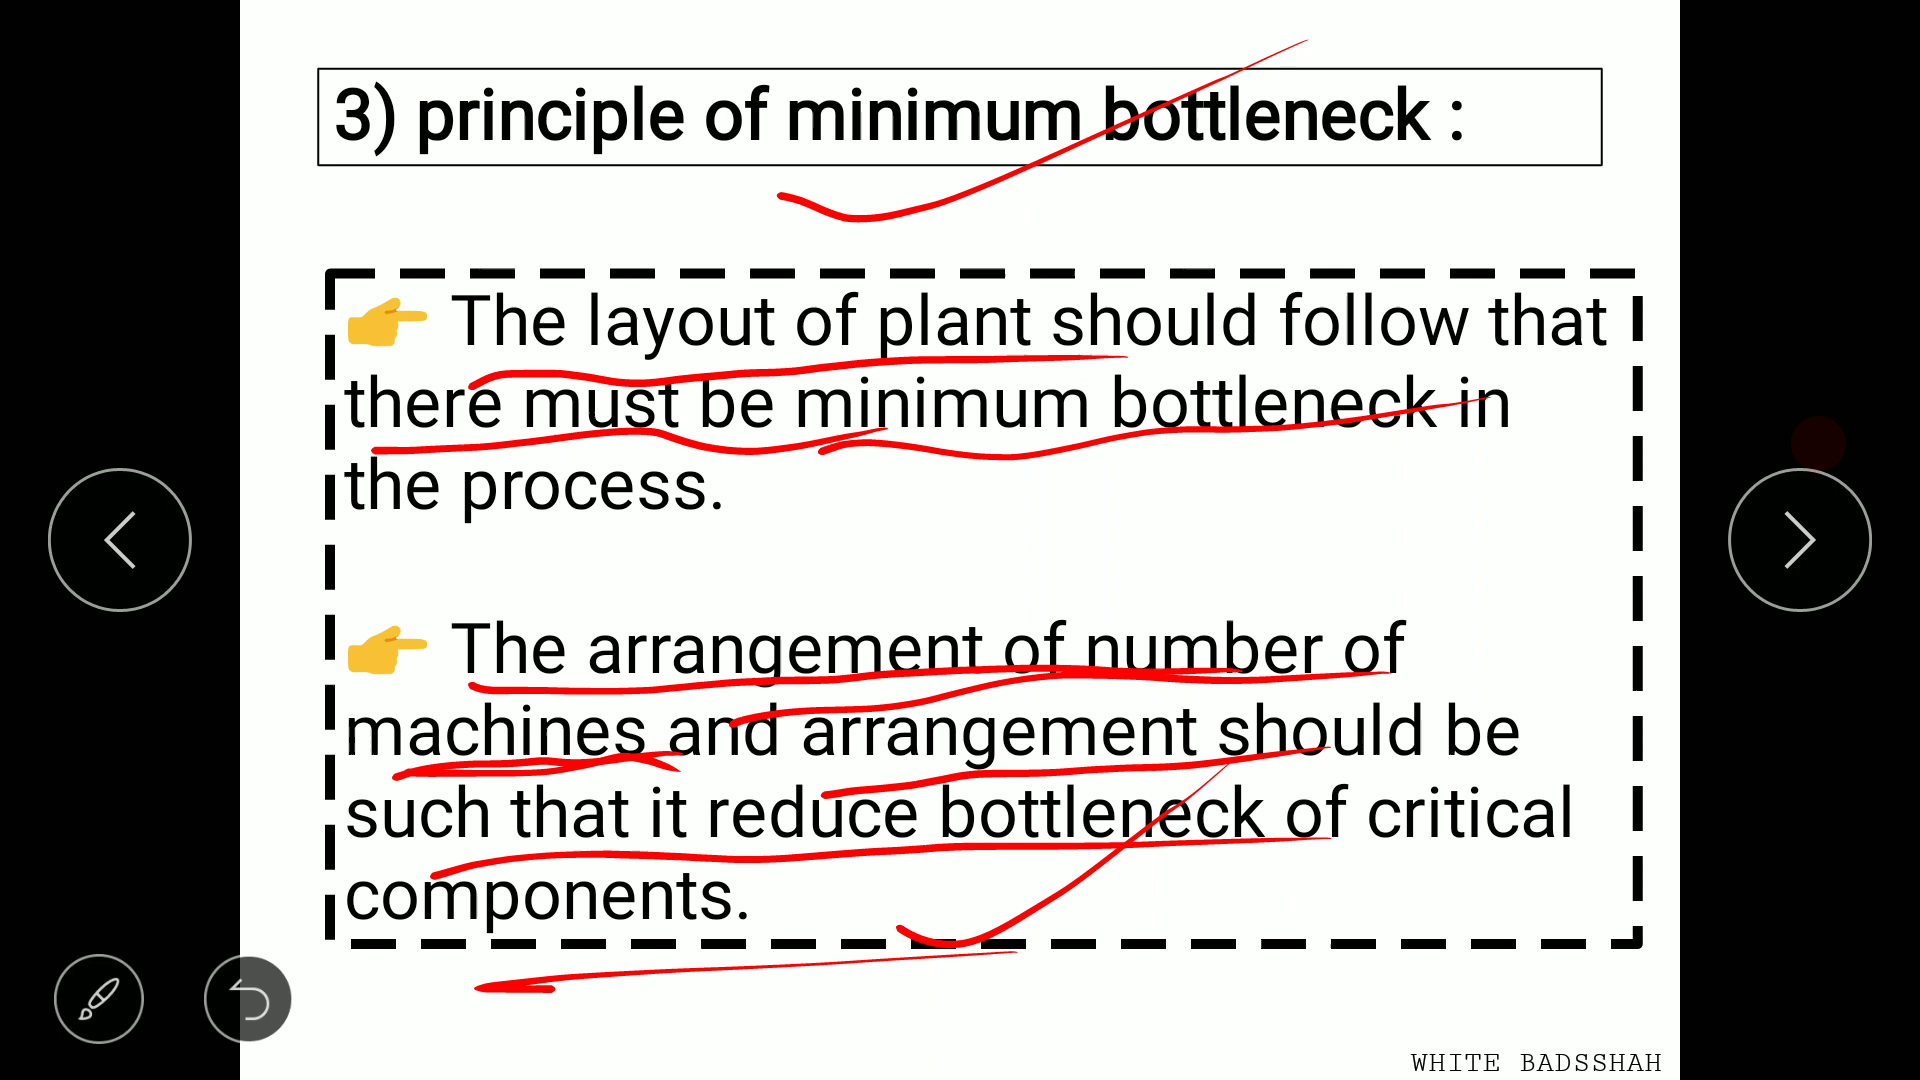 3) principle of minimum bottleneck :
👉 The layout of plant should follow that
there must be minimum bottleneck in
the process.
👉 The arrangement of number of
machines and arrangement should be
such that it reduce bottleneck of critical
components.
WHITE BADSSHAH